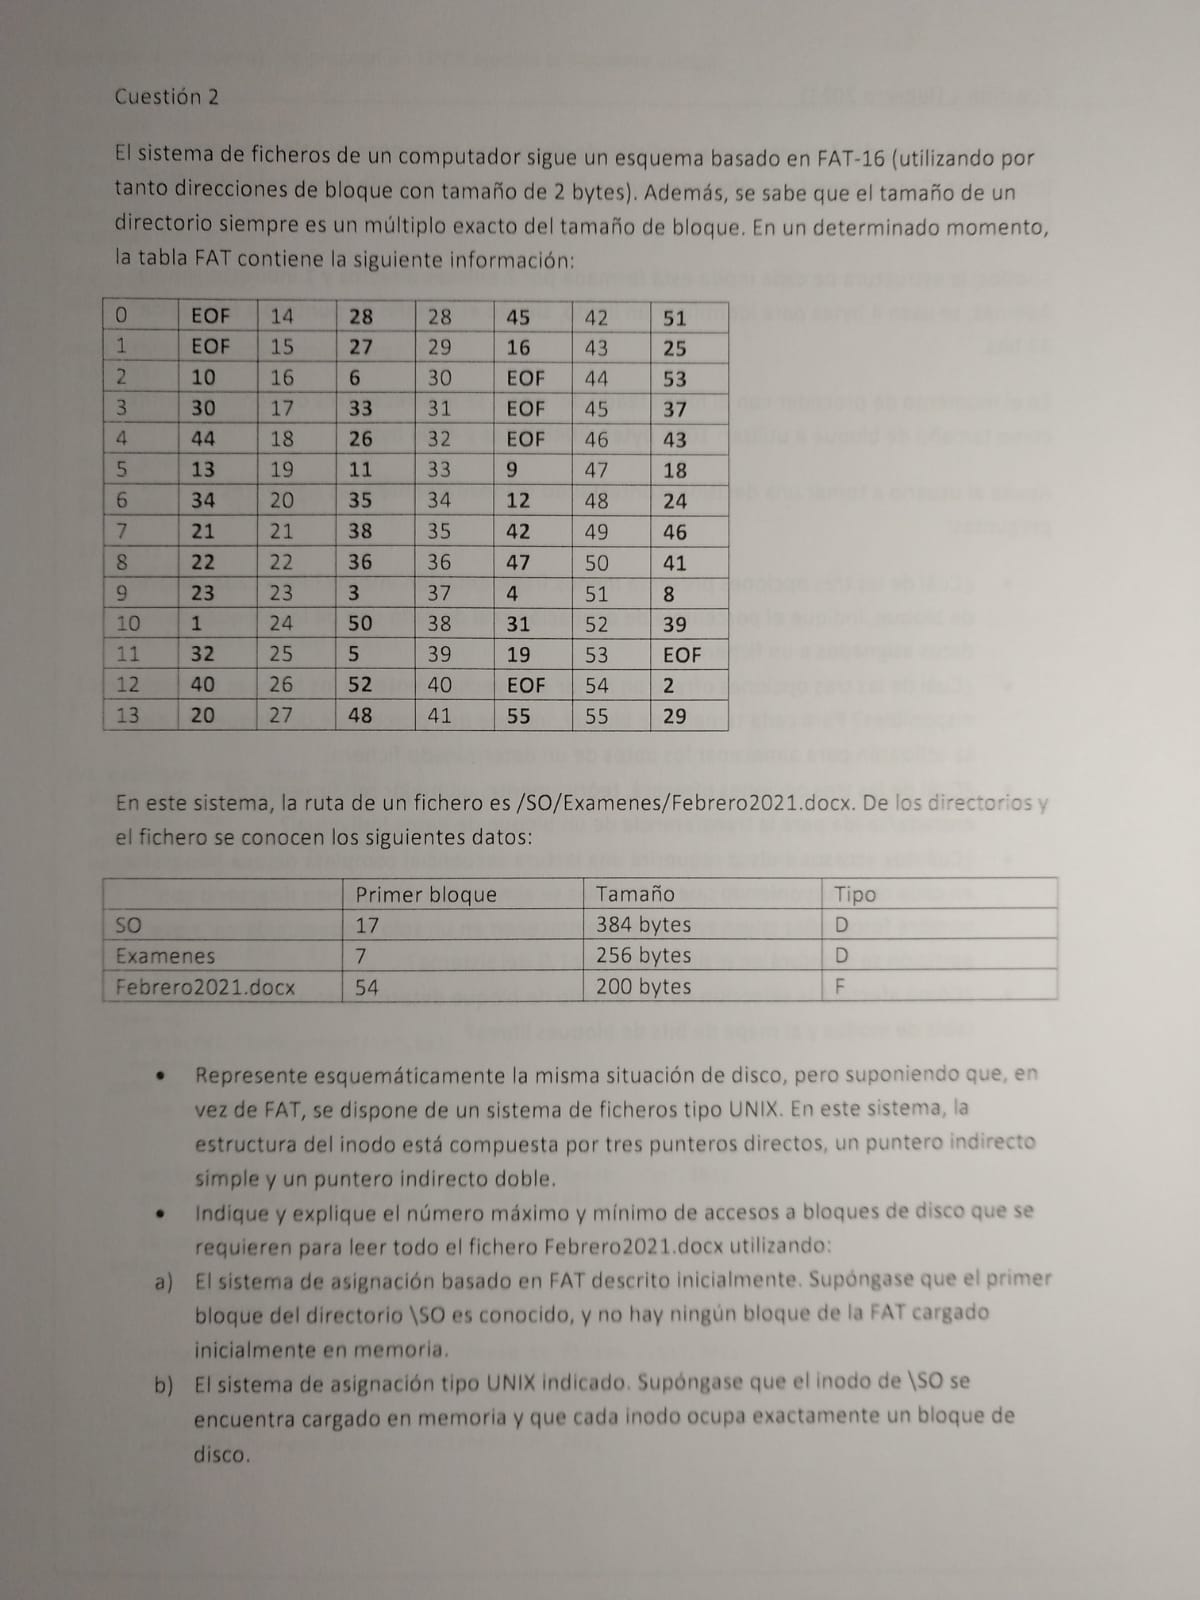 Cuestión 2
El sistema de ficheros de un computador sigue un esquema basado en FAT-16 (utilizando por
tanto direcciones de bloque con tamaño de 2 bytes). Además, se sabe que el tamaño de un
directorio siempre es un múltiplo exacto del tamaño de bloque. En un determinado momento,
la tabla FAT contiene la siguiente información:
0 EOF 14 28 28 45 42 51
1 EOF 15 27 29 16 43 25
2 10 16 6 30 EOF 44 53
3 30 17 33 31 EOF 45 37
4 44 18 26 32 EOF 46 43
5 13 19 11 33 9 47 18
6 34 20 35 34 12 48 24
7 21 21 38 35 42 49 46
8 22 22 36 36 47 50 41
9 23 23 3 37 4 51 8
10 1 24 50 38 31 52 39
11 32 25 5 39 19 53 EOF
12 40 26 52 40 EOF 54 2
13 20 27 48 41 55 55 29
En este sistema, la ruta de un fichero es /SO/Examenes/Febrero2021.docx. De los directorios y
el fichero se conocen los siguientes datos:
Primer bloque Tamaño Tipo
SO 17 384 bytes D
Examenes 7 256 bytes D
Febrero2021.docx 54 200 bytes F
• Represente esquemáticamente la misma situación de disco, pero suponiendo que, en
vez de FAT, se dispone de un sistema de ficheros tipo UNIX. En este sistema, la
estructura del inodo está compuesta por tres punteros directos, un puntero indirecto
simple y un puntero indirecto doble.
• Indique y explique el número máximo y mínimo de accesos a bloques de disco que se
requieren para leer todo el fichero Febrero2021.docx utilizando:
a) El sistema de asignación basado en FAT descrito inicialmente. Supóngase que el primer
bloque del directorio \SO es conocido, y no hay ningún bloque de la FAT cargado
inicialmente en memoria.
b) El sistema de asignación tipo UNIX indicado. Supóngase que el inodo de \SO se
encuentra cargado en memoria y que cada inodo ocupa exactamente un bloque de
disco.